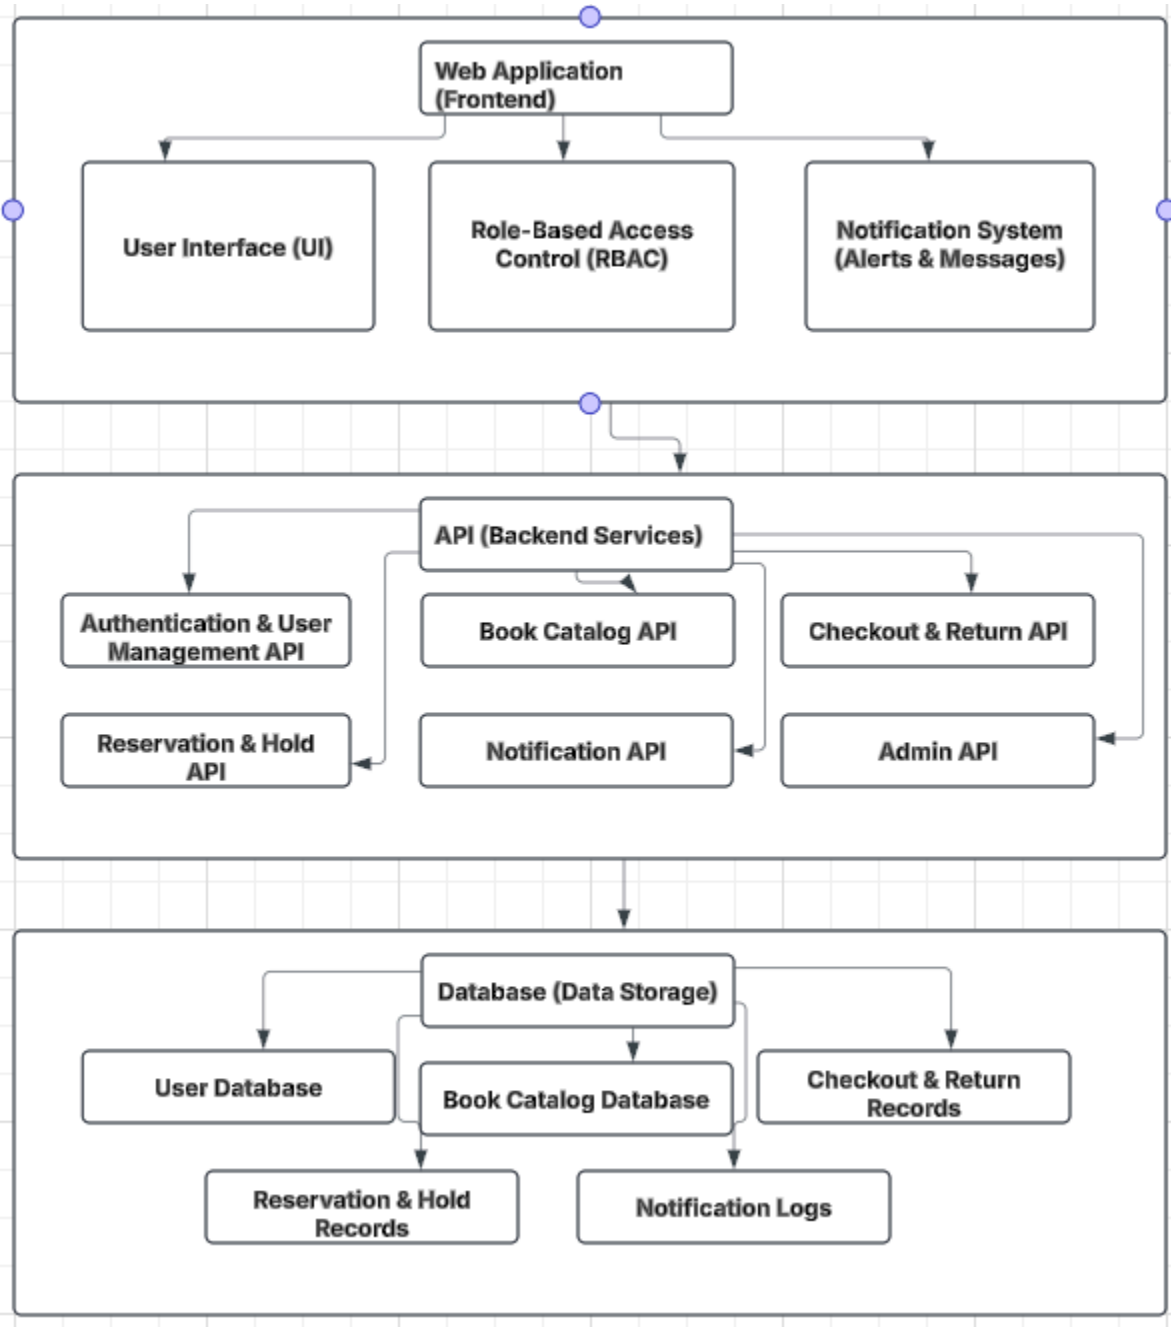 Web Application
(Frontend)
User Interface (UI)
Role-Based Access
Control (RBAC)
Notification System
(Alerts & Messages)
API (Backend Services)
Authentication & User
Management API
Book Catalog API
Checkout & Return API
Reservation & Hold
API
Notification API
Admin API
Database (Data Storage)
User Database
Book Catalog Database
Checkout & Return
Records
Reservation & Hold
Records
Notification Logs